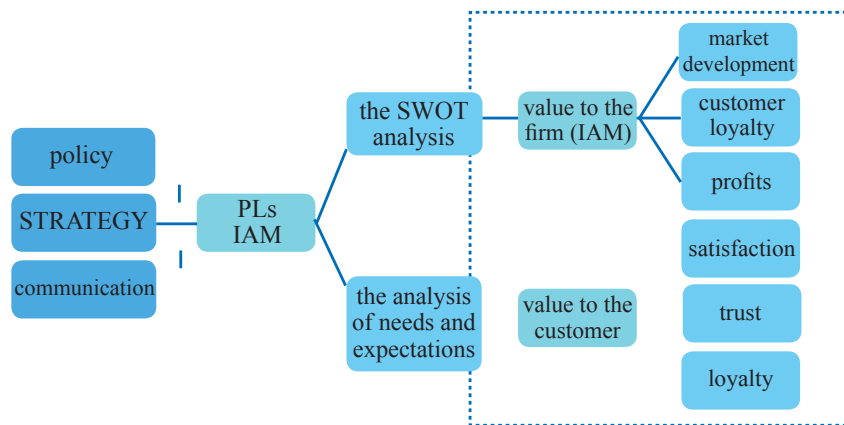 policy
STRATEGY
communication
PLs
IAM
the SWOT
analysis
the analysis
of needs and
expectations
value to the
firm (IAM)
value to the
customer
market
development
customer
loyalty
profits
satisfaction
trust
loyalty